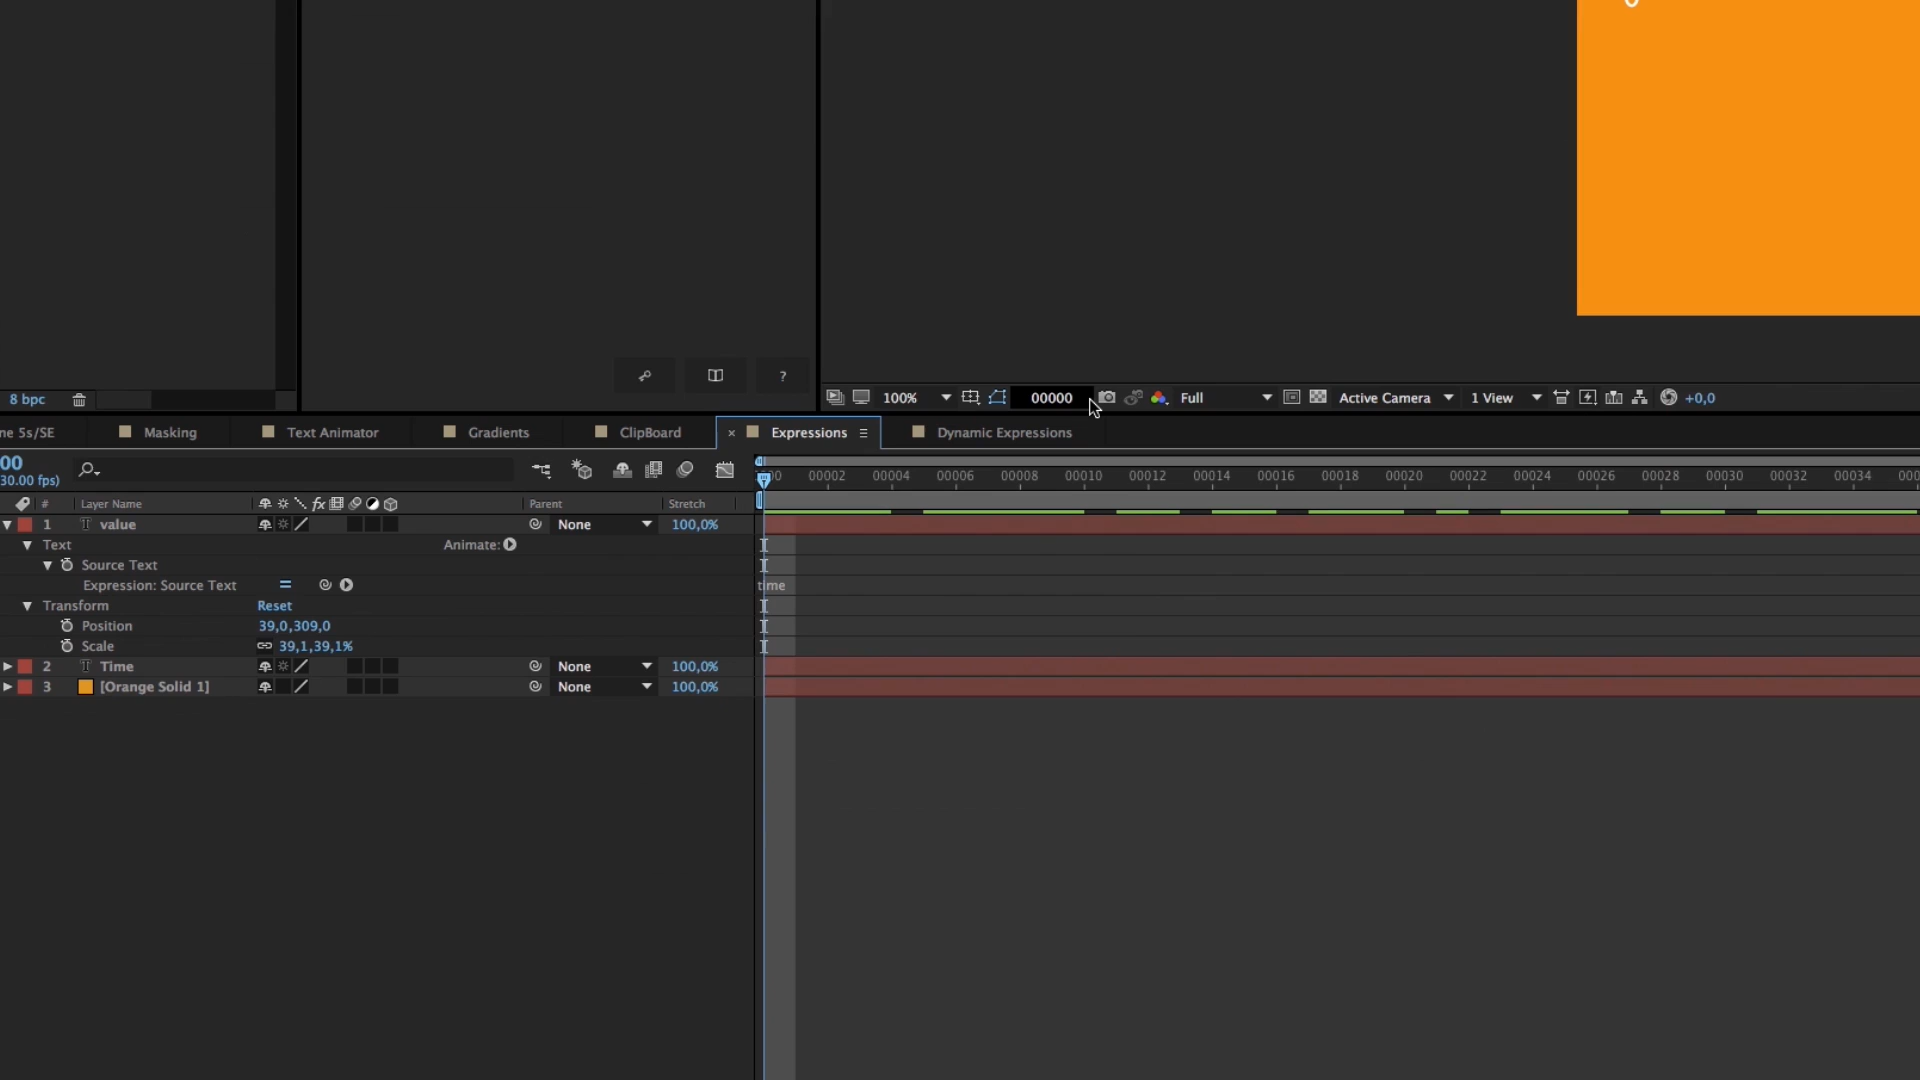 ?
8 bpc
100%
00000
Full
Active Camera
1 View
+0,0
ne 5s/SE
Masking
Text Animator
Gradients
ClipBoard
× Expressions
Dynamic Expressions
00
30.00 fps)
00 00002 00004 00006 00008 00010 00012 00014 00016 00018 00020 00022 00024 00026 00028 00030 00032 00034 000
# Layer Name fx Parent Stretch
1 T value None 100,0%
Text Animate:
Source Text
Expression: Source Text = time
Transform Reset
Position 39,0,309,0
Scale 39,1,39,1%
2 T Time None 100,0%
3 [Orange Solid 1] None 100,0%